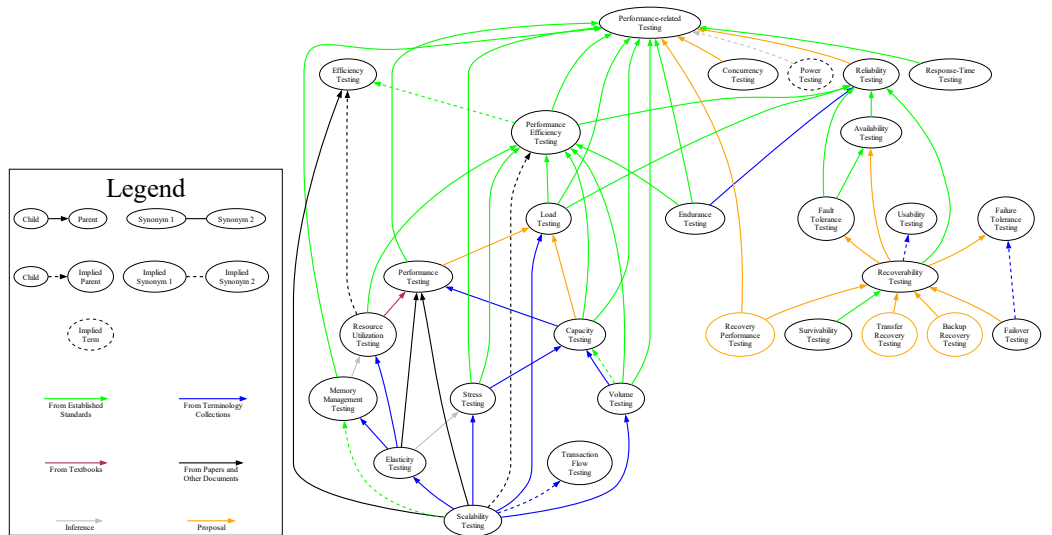 Performance-related
Testing
Efficiency
Testing
Concurrency
Testing
Power
Testing
Reliability
Testing
Response-Time
Testing
Performance
Efficiency
Testing
Availability
Testing
Legend
Child
Parent
Synonym 1
Synonym 2
Child
Implied
Parent
Implied
Synonym 1
Implied
Synonym 2
Implied
Term
From Established
Standards
From Terminology
Collections
From Textbooks
From Papers and
Other Documents
Inference
Proposal
Load
Testing
Endurance
Testing
Fault
Tolerance
Testing
Usability
Testing
Failure
Tolerance
Testing
Performance
Testing
Recoverability
Testing
Resource
Utilization
Testing
Capacity
Testing
Recovery
Performance
Testing
Survivability
Testing
Transfer
Recovery
Testing
Backup
Recovery
Testing
Failover
Testing
Memory
Management
Testing
Stress
Testing
Volume
Testing
Elasticity
Testing
Transaction
Flow
Testing
Scalability
Testing